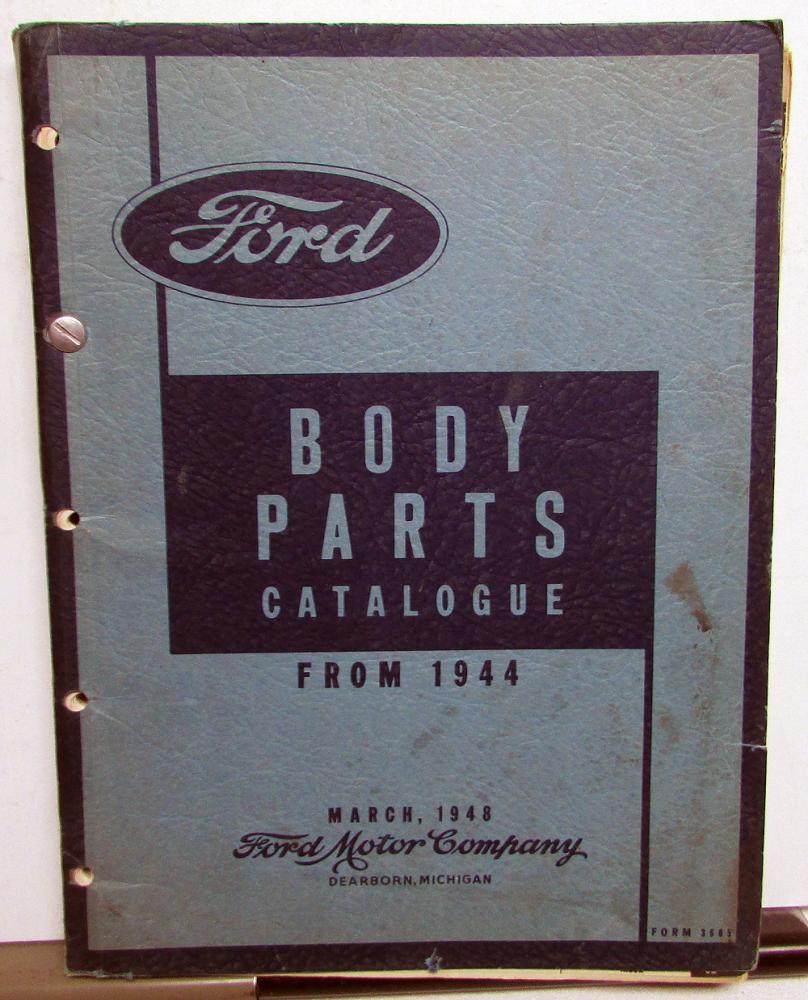 Ford
BODY
PARTS
CATALOGUE
FROM 1944
MARCH, 1948
Ford Motor Company
DEARBORN, MICHIGAN
FORM